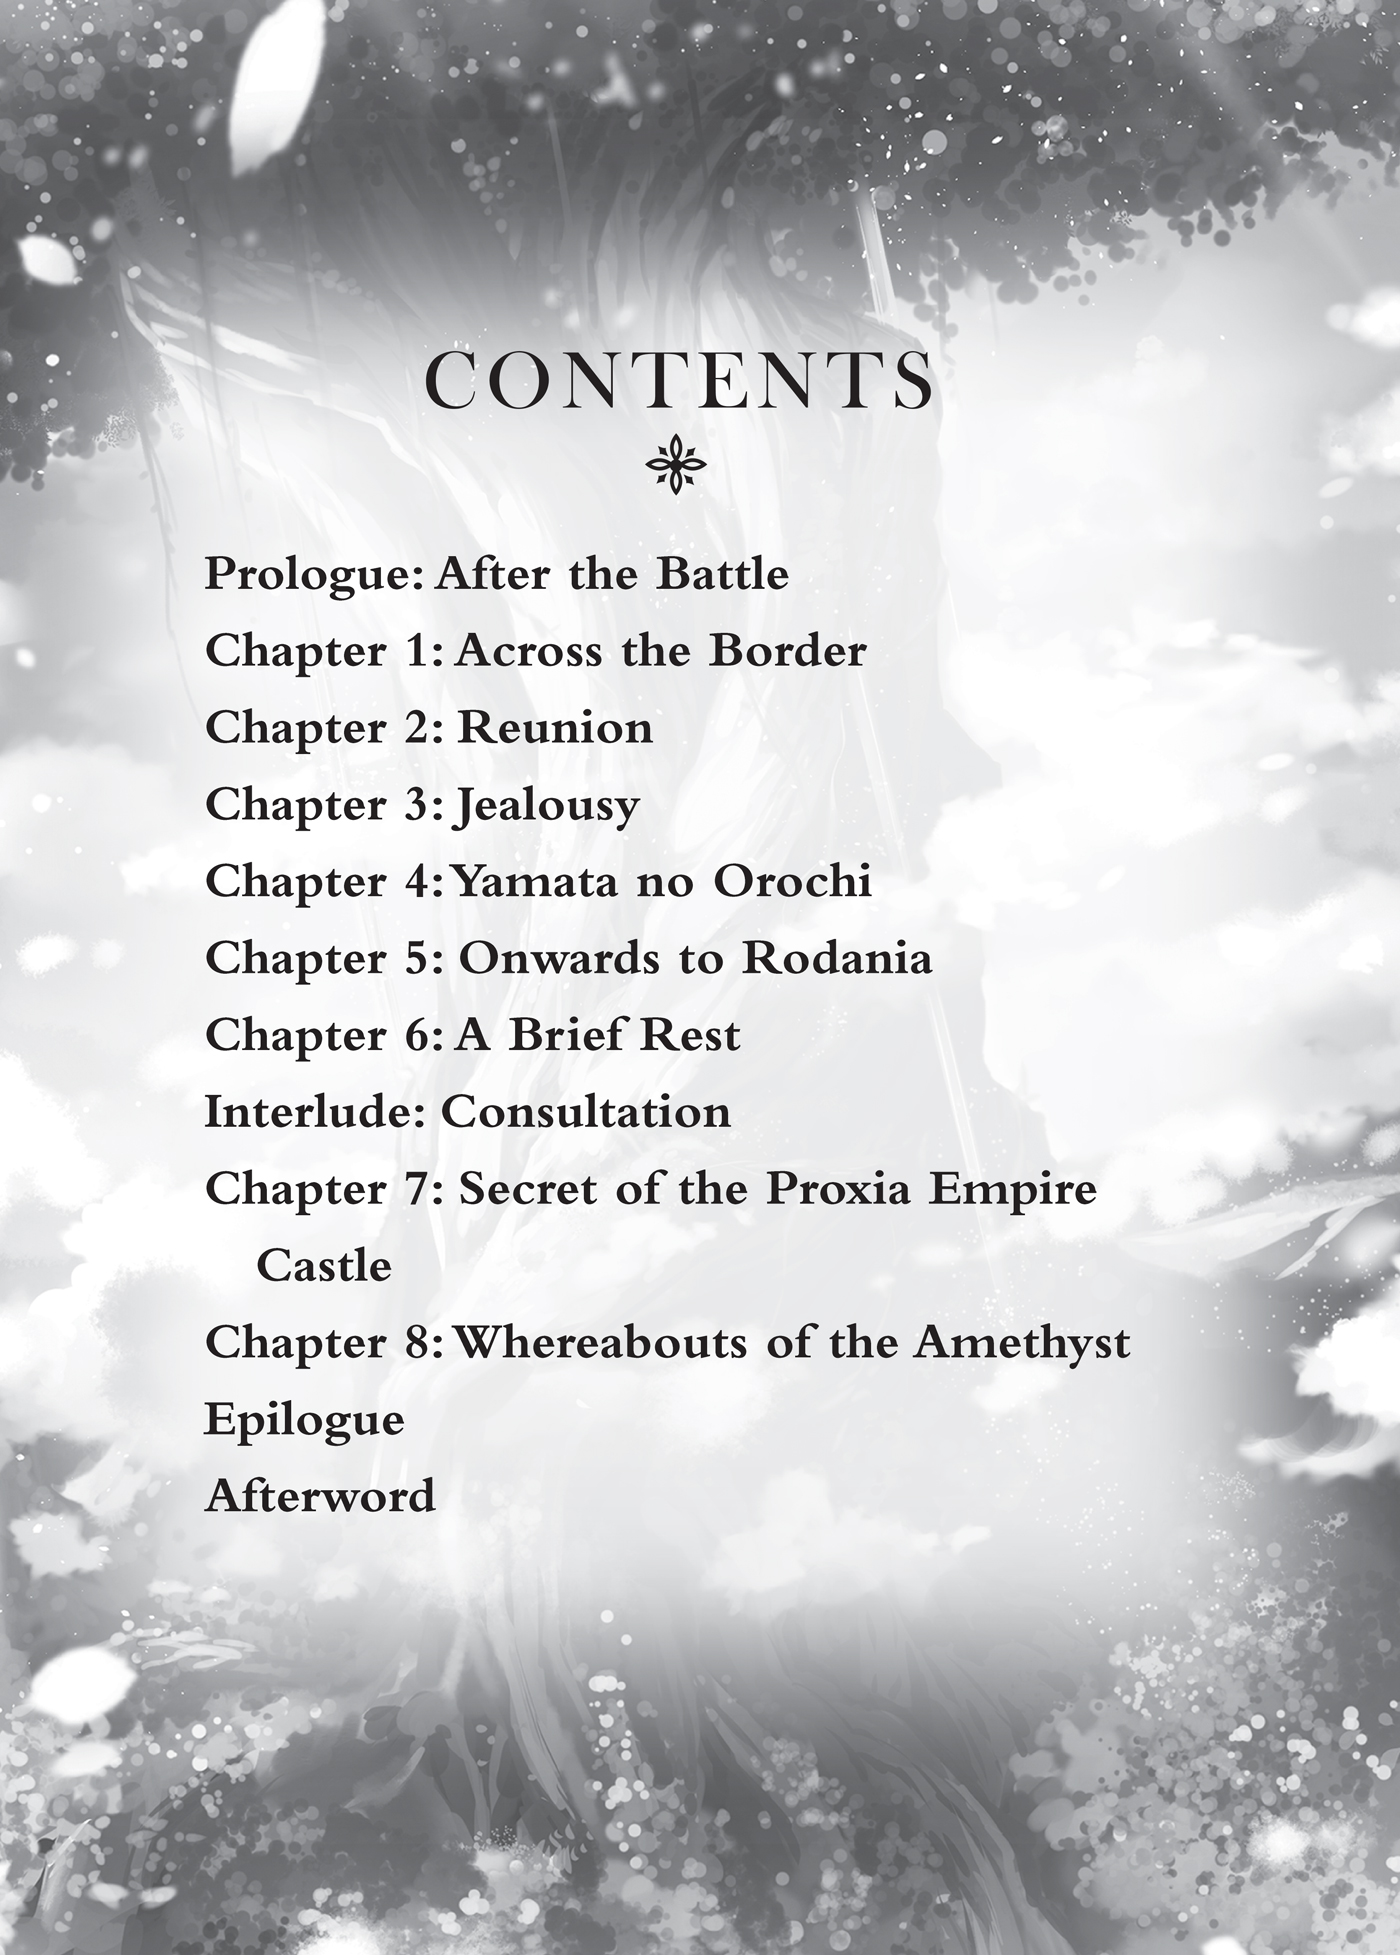 CONTENTS
Prologue: After the Battle
Chapter 1: Across the Border
Chapter 2: Reunion
Chapter 3: Jealousy
Chapter 4: Yamata no Orochi
Chapter 5: Onwards to Rodania
Chapter 6: A Brief Rest
Interlude: Consultation
Chapter 7: Secret of the Proxia Empire
Castle
Chapter 8: Whereabouts of the Amethyst
Epilogue
Afterword